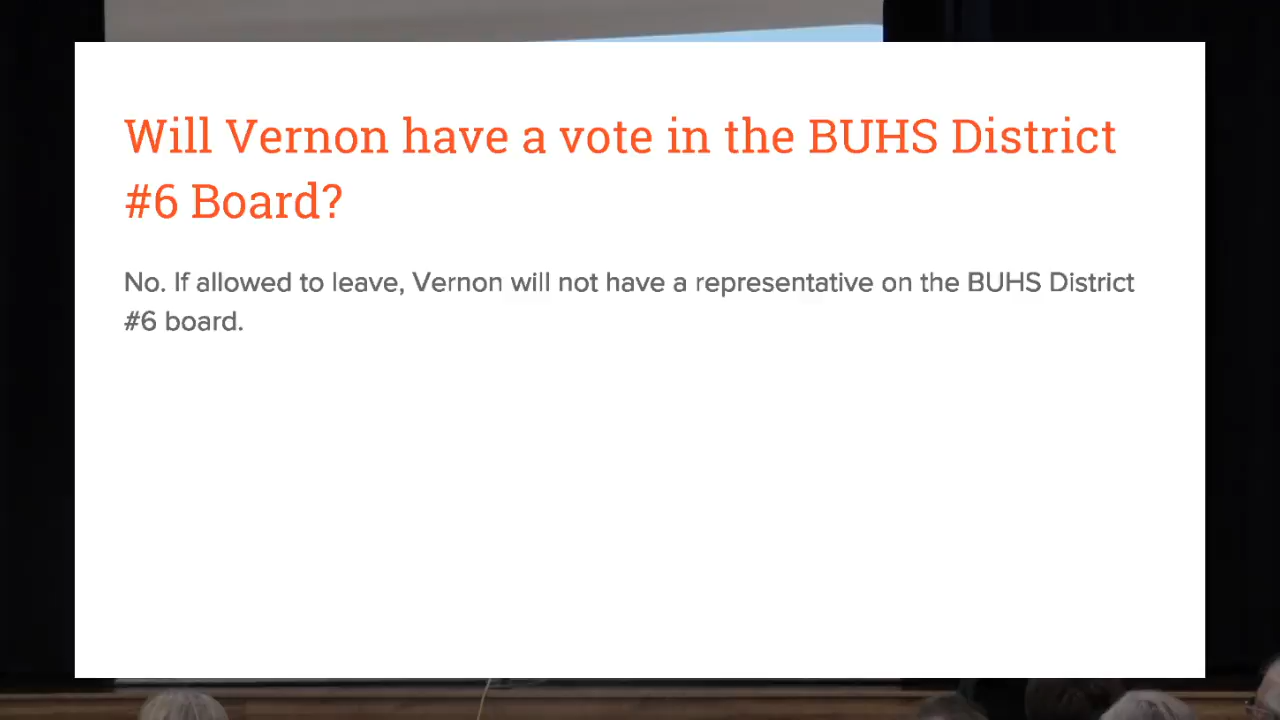 Will Vernon have a vote in the BUHS District
#6 Board?
No. If allowed to leave, Vernon will not have a representative on the BUHS District
#6 board.